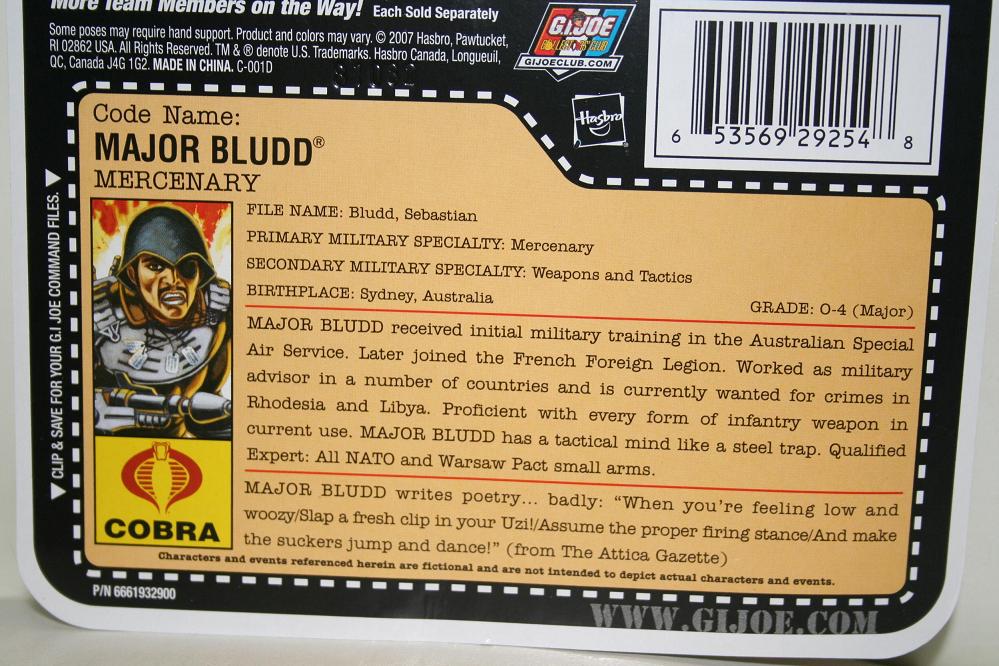 More Team Members on the Way! Each Sold Separately
Some poses may require hand support. Product and colors may vary. © 2007 Hasbro, Pawtucket,
RI 02862 USA. All Rights Reserved. TM & ® denote U.S. Trademarks. Hasbro Canada, Longueuil,
QC, Canada J4G 1G2. MADE IN CHINA. C-001D
G.I. JOE
COLLECTORS' CLUB
GIJOECLUB.COM
Hasbro
6 53569 29254 8
CLIP & SAVE FOR YOUR G.I JOE COMMAND FILES.
Code Name:
MAJOR BLUDD®
MERCENARY
FILE NAME: Bludd, Sebastian
PRIMARY MILITARY SPECIALTY: Mercenary
SECONDARY MILITARY SPECIALTY: Weapons and Tactics
BIRTHPLACE: Sydney, Australia
GRADE: O-4 (Major)
MAJOR BLUDD received initial military training in the Australian Special
Air Service. Later joined the French Foreign Legion. Worked as military
advisor in a number of countries and is currently wanted for crimes in
Rhodesia and Libya. Proficient with every form of infantry weapon in
current use. MAJOR BLUDD has a tactical mind like a steel trap. Qualified
Expert: All NATO and Warsaw Pact small arms.
MAJOR BLUDD writes poetry... badly: "When you're feeling low and
woozy/Slap a fresh clip in your Uzi!/Assume the proper firing stance/And make
the suckers jump and dance!" (from The Attica Gazette)
COBRA
Characters and events referenced herein are fictional and are not intended to depict actual characters and events.
P/N 6661932900
WWW.GIJOE.COM